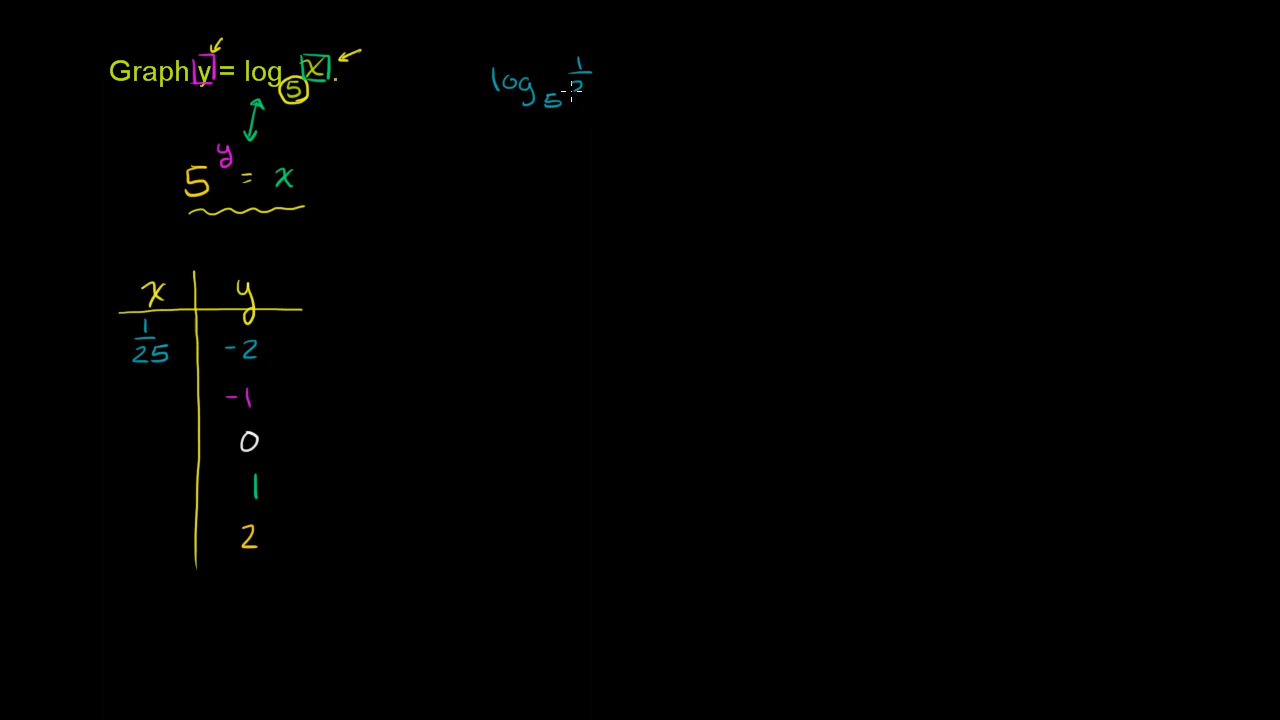 Graph y = log₅ x.
log₅ 1/2
5^y = x
x y
1/25 -2
-1
0
1
2